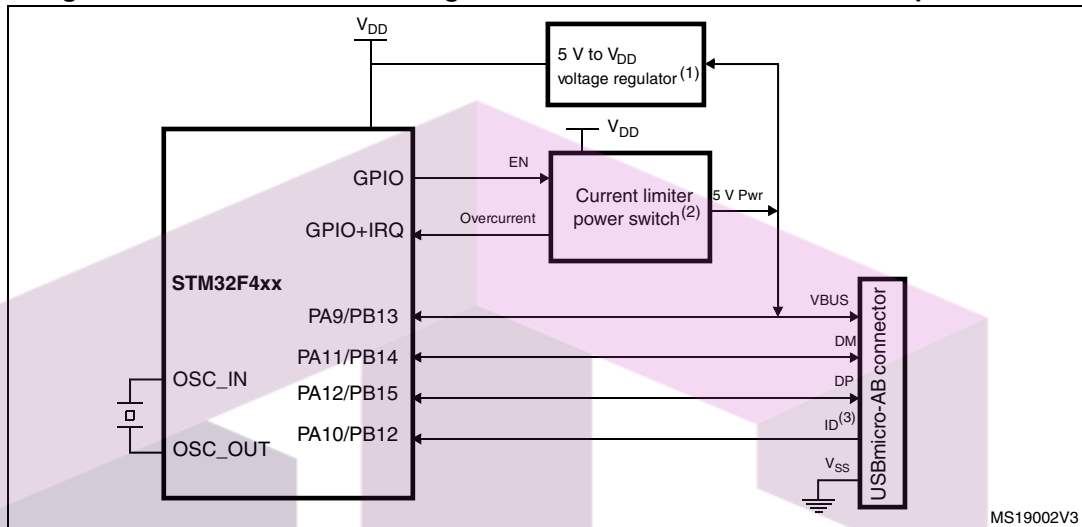 V_DD
5 V to V_DD
voltage regulator (1)
V_DD
GPIO
EN
Current limiter
power switch(2)
5 V Pwr
GPIO+IRQ
Overcurrent
STM32F4xx
PA9/PB13
VBUS
PA11/PB14
DM
OSC_IN
PA12/PB15
DP
PA10/PB12
ID(3)
OSC_OUT
V_SS
USBmicro-AB connector
MS19002V3